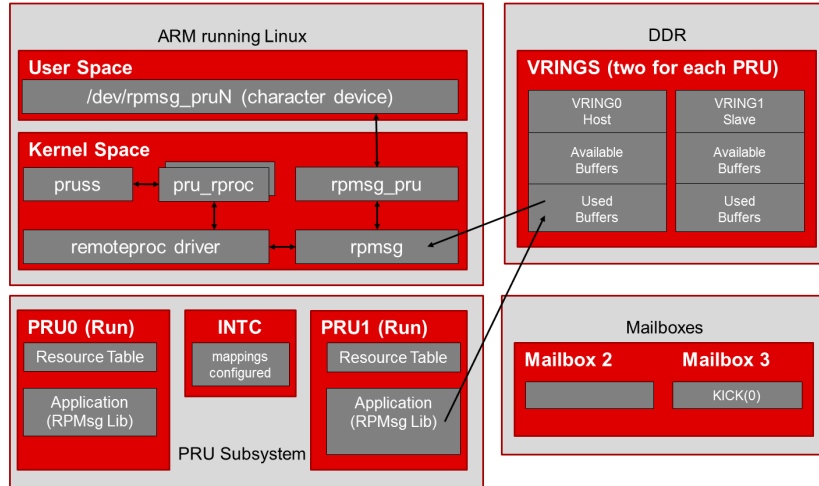 ARM running Linux
User Space
/dev/rpmsg_pruN (character device)
Kernel Space
pruss
pru_rproc
rpmsg_pru
remoteproc driver
rpmsg
DDR
VRINGS (two for each PRU)
VRING0
Host
Available
Buffers
Used
Buffers
VRING1
Slave
Available
Buffers
Used
Buffers
PRU0 (Run)
Resource Table
Application
(RPMsg Lib)
INTC
mappings
configured
PRU1 (Run)
Resource Table
Application
(RPMsg Lib)
PRU Subsystem
Mailboxes
Mailbox 2
Mailbox 3
KICK(0)